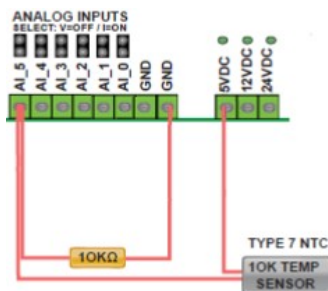 ANALOG INPUTS
SELECT: V=OFF / I=ON
AI_5
AI_4
AI_3
AI_2
AI_1
AI_0
GND
GND
5VDC
12VDC
24VDC
10KΩ
TYPE 7 NTC
10K TEMP
SENSOR